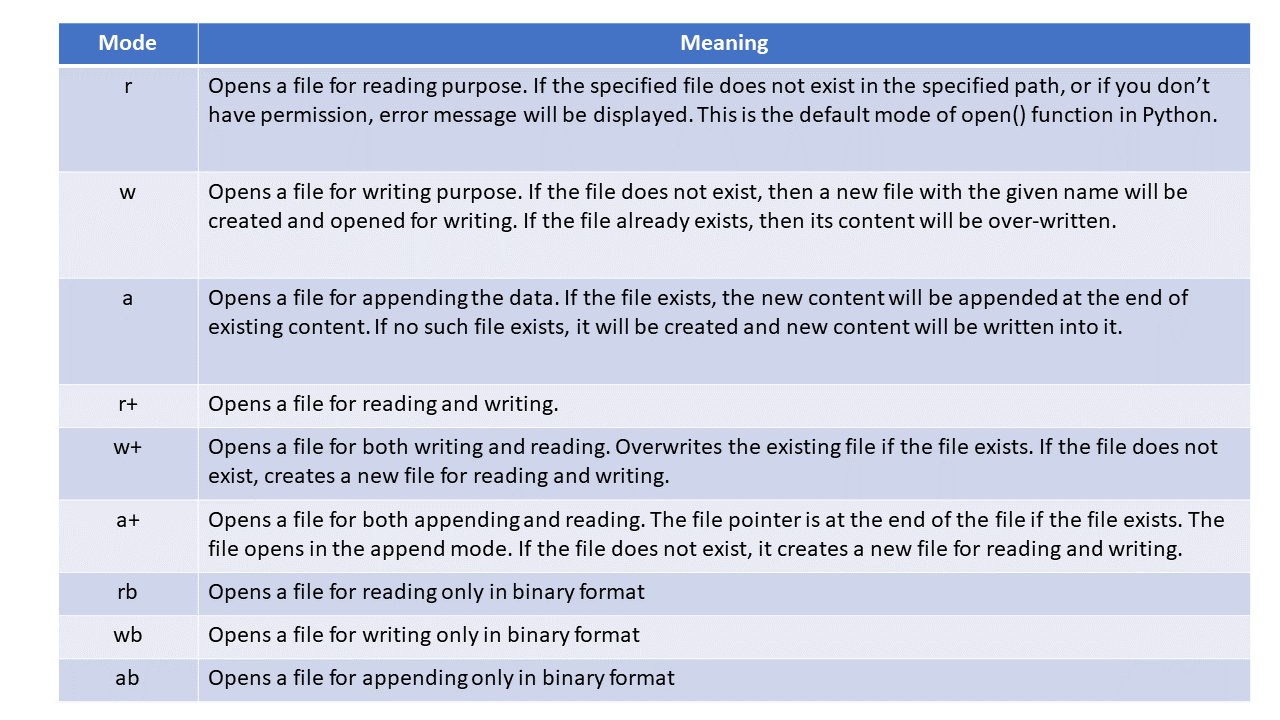 Mode Meaning
r Opens a file for reading purpose. If the specified file does not exist in the specified path, or if you don’t
have permission, error message will be displayed. This is the default mode of open() function in Python.
w Opens a file for writing purpose. If the file does not exist, then a new file with the given name will be
created and opened for writing. If the file already exists, then its content will be over-written.
a Opens a file for appending the data. If the file exists, the new content will be appended at the end of
existing content. If no such file exists, it will be created and new content will be written into it.
r+ Opens a file for reading and writing.
w+ Opens a file for both writing and reading. Overwrites the existing file if the file exists. If the file does not
exist, creates a new file for reading and writing.
a+ Opens a file for both appending and reading. The file pointer is at the end of the file if the file exists. The
file opens in the append mode. If the file does not exist, it creates a new file for reading and writing.
rb Opens a file for reading only in binary format
wb Opens a file for writing only in binary format
ab Opens a file for appending only in binary format